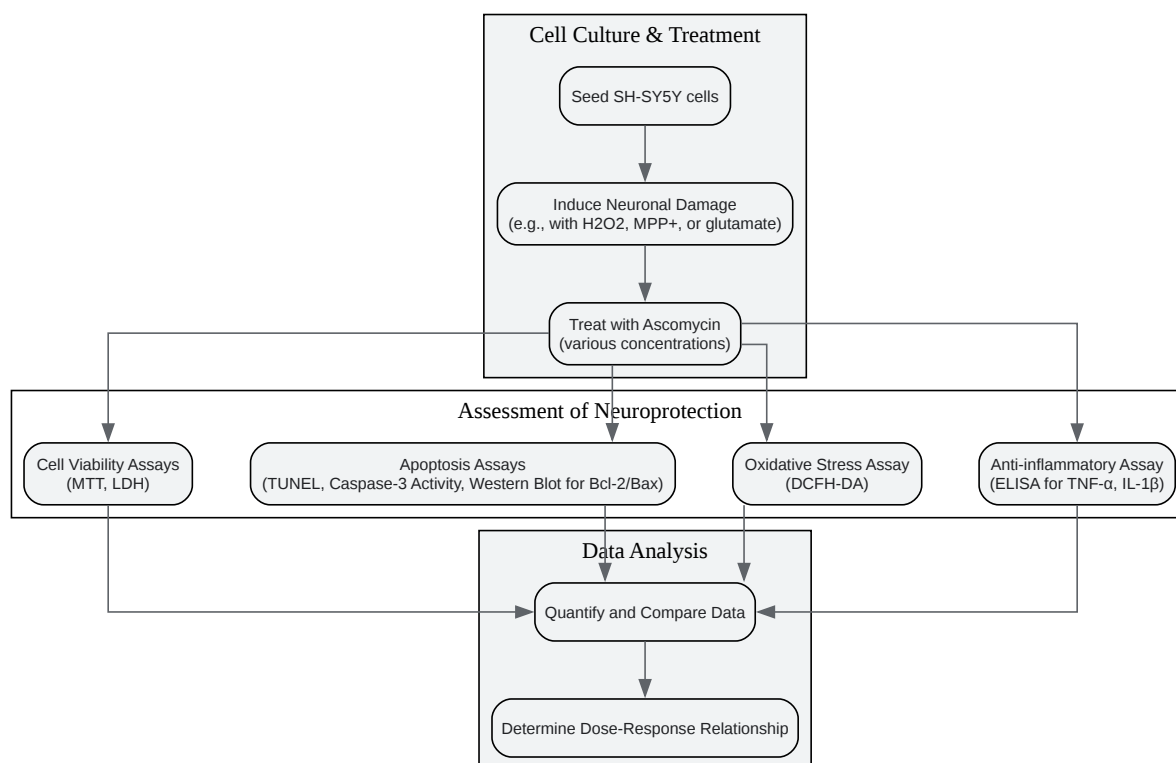 Cell Culture & Treatment
Seed SH-SY5Y cells
Induce Neuronal Damage
(e.g., with H2O2, MPP+, or glutamate)
Treat with Ascomycin
(various concentrations)
Assessment of Neuroprotection
Cell Viability Assays
(MTT, LDH)
Apoptosis Assays
(TUNEL, Caspase-3 Activity, Western Blot for Bcl-2/Bax)
Oxidative Stress Assay
(DCFH-DA)
Anti-inflammatory Assay
(ELISA for TNF-α, IL-1β)
Data Analysis
Quantify and Compare Data
Determine Dose-Response Relationship